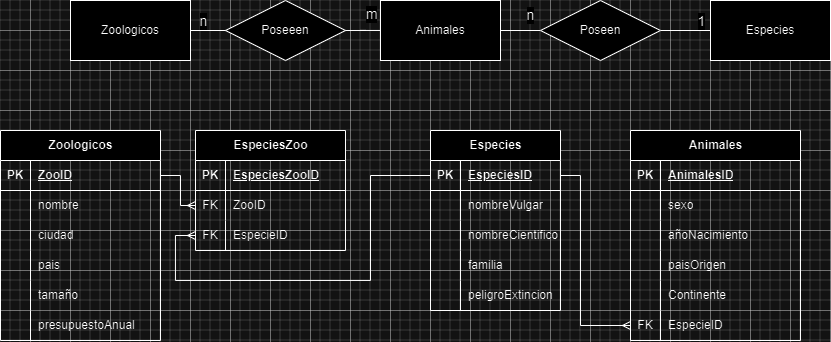 Zoologicos n Poseeen m Animales n Poseen 1 Especies
Zoologicos
PK ZooID
nombre
ciudad
pais
tamaño
presupuestoAnual
EspeciesZoo
PK EspeciesZooID
FK ZooID
FK EspecieID
Especies
PK EspeciesID
nombreVulgar
nombreCientifico
familia
peligroExtincion
Animales
PK AnimalesID
sexo
añoNacimiento
paisOrigen
Continente
FK EspecieID